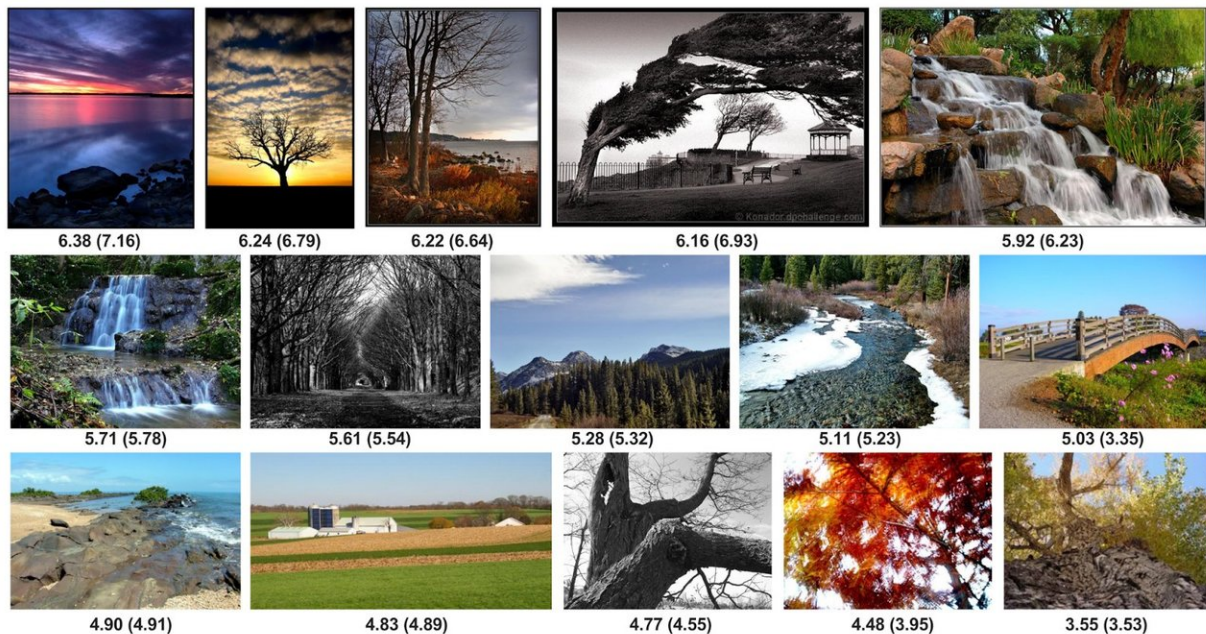 © Konador.dpchallenge.com
6.38 (7.16) 6.24 (6.79) 6.22 (6.64) 6.16 (6.93) 5.92 (6.23)
5.71 (5.78) 5.61 (5.54) 5.28 (5.32) 5.11 (5.23) 5.03 (3.35)
4.90 (4.91) 4.83 (4.89) 4.77 (4.55) 4.48 (3.95) 3.55 (3.53)